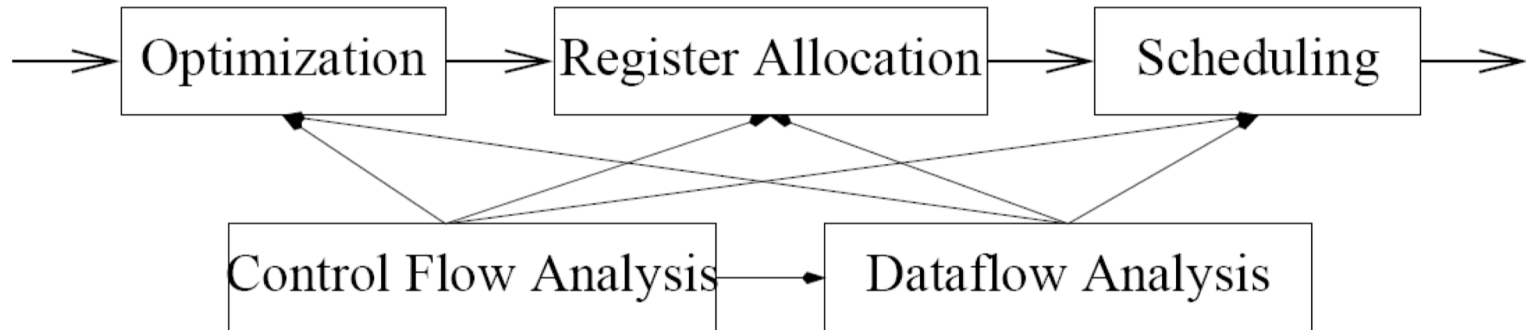 Optimization
Register Allocation
Scheduling
Control Flow Analysis
Dataflow Analysis